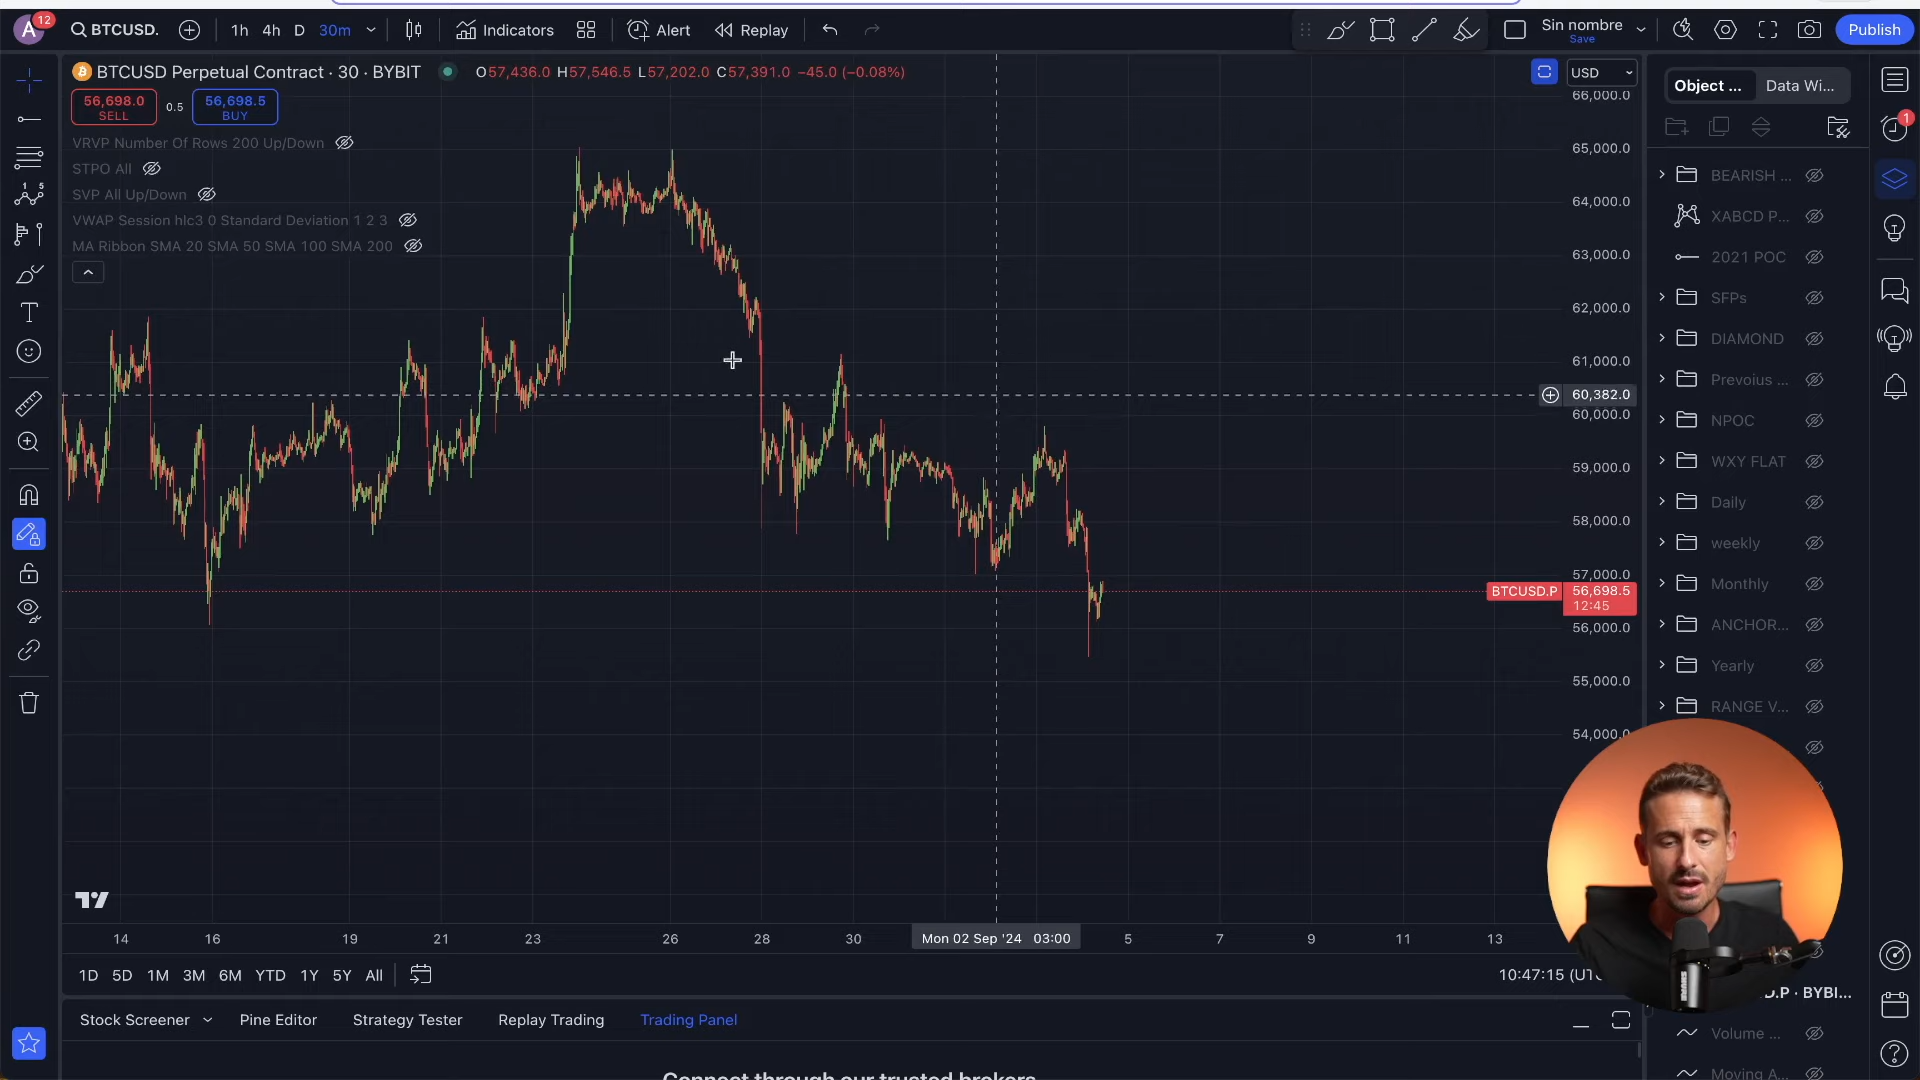 A 12 BTCUSD. 1h 4h D 30m Indicators Alert Replay Sin nombre Save Publish
BTCUSD Perpetual Contract · 30 · BYBIT O57,436.0 H57,546.5 L57,202.0 C57,391.0 −45.0 (−0.08%)
56,698.0 SELL 0.5 56,698.5 BUY
VRVP Number Of Rows 200 Up/Down
STPO All
SVP All Up/Down
VWAP Session hlc3 0 Standard Deviation 1 2 3
MA Ribbon SMA 20 SMA 50 SMA 100 SMA 200
USD
66,000.0
65,000.0
64,000.0
63,000.0
62,000.0
61,000.0
60,382.0
60,000.0
59,000.0
58,000.0
57,000.0
BTCUSD.P 56,698.5
12:45
56,000.0
55,000.0
54,000.0
14 16 19 21 23 26 28 30 Mon 02 Sep '24 03:00 5 7 9 11 13
1D 5D 1M 3M 6M YTD 1Y 5Y All
10:47:15 (UTC
Stock Screener Pine Editor Strategy Tester Replay Trading Trading Panel
Connect through our trusted brokers
Object ... Data Wi...
1
BEARISH ...
XABCD P...
2021 POC
SFPs
DIAMOND
Prevoius ...
NPOC
WXY FLAT
Daily
weekly
Monthly
ANCHOR...
Yearly
RANGE V...
D.P · BYBI...
Volume ...
Moving A...
SHURE